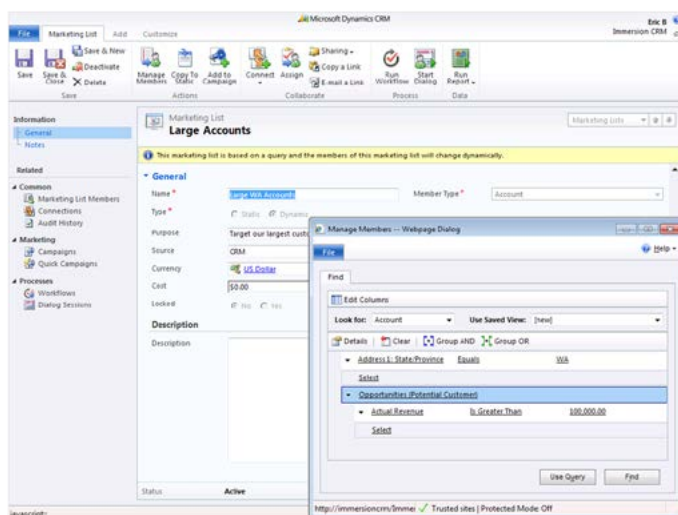 Microsoft Dynamics CRM
Eric B
Immersion CRM
File Marketing List Add Customize
Save
Save & Close
Save & New
Deactivate
Delete
Save
Manage Members
Copy To Static
Add to Campaign
Actions
Connect
Assign
Sharing
Copy a Link
E-mail a Link
Collaborate
Run Workflow
Start Dialog
Process
Run Report
Data
Information
General
Notes
Related
Common
Marketing List Members
Connections
Audit History
Marketing
Campaigns
Quick Campaigns
Processes
Workflows
Dialog Sessions
Marketing List
Large Accounts
Marketing Lists
This marketing list is based on a query and the members of this marketing list will change dynamically.
General
Name * Large WA Accounts Member Type * Account
Type * Static Dynamic
Purpose Target our largest custo
Source CRM
Currency US Dollar
Cost $0.00
Locked No Yes
Description
Description
Status Active
javascript:
Manage Members -- Webpage Dialog
File
Help
Find
Edit Columns
Look for: Account Use Saved View: [new]
Details Clear Group AND Group OR
Address 1: State/Province Equals WA
Select
Opportunities (Potential Customer)
Actual Revenue Is Greater Than 100,000.00
Select
Use Query Find
http://immersioncrm/Immer Trusted sites | Protected Mode: Off